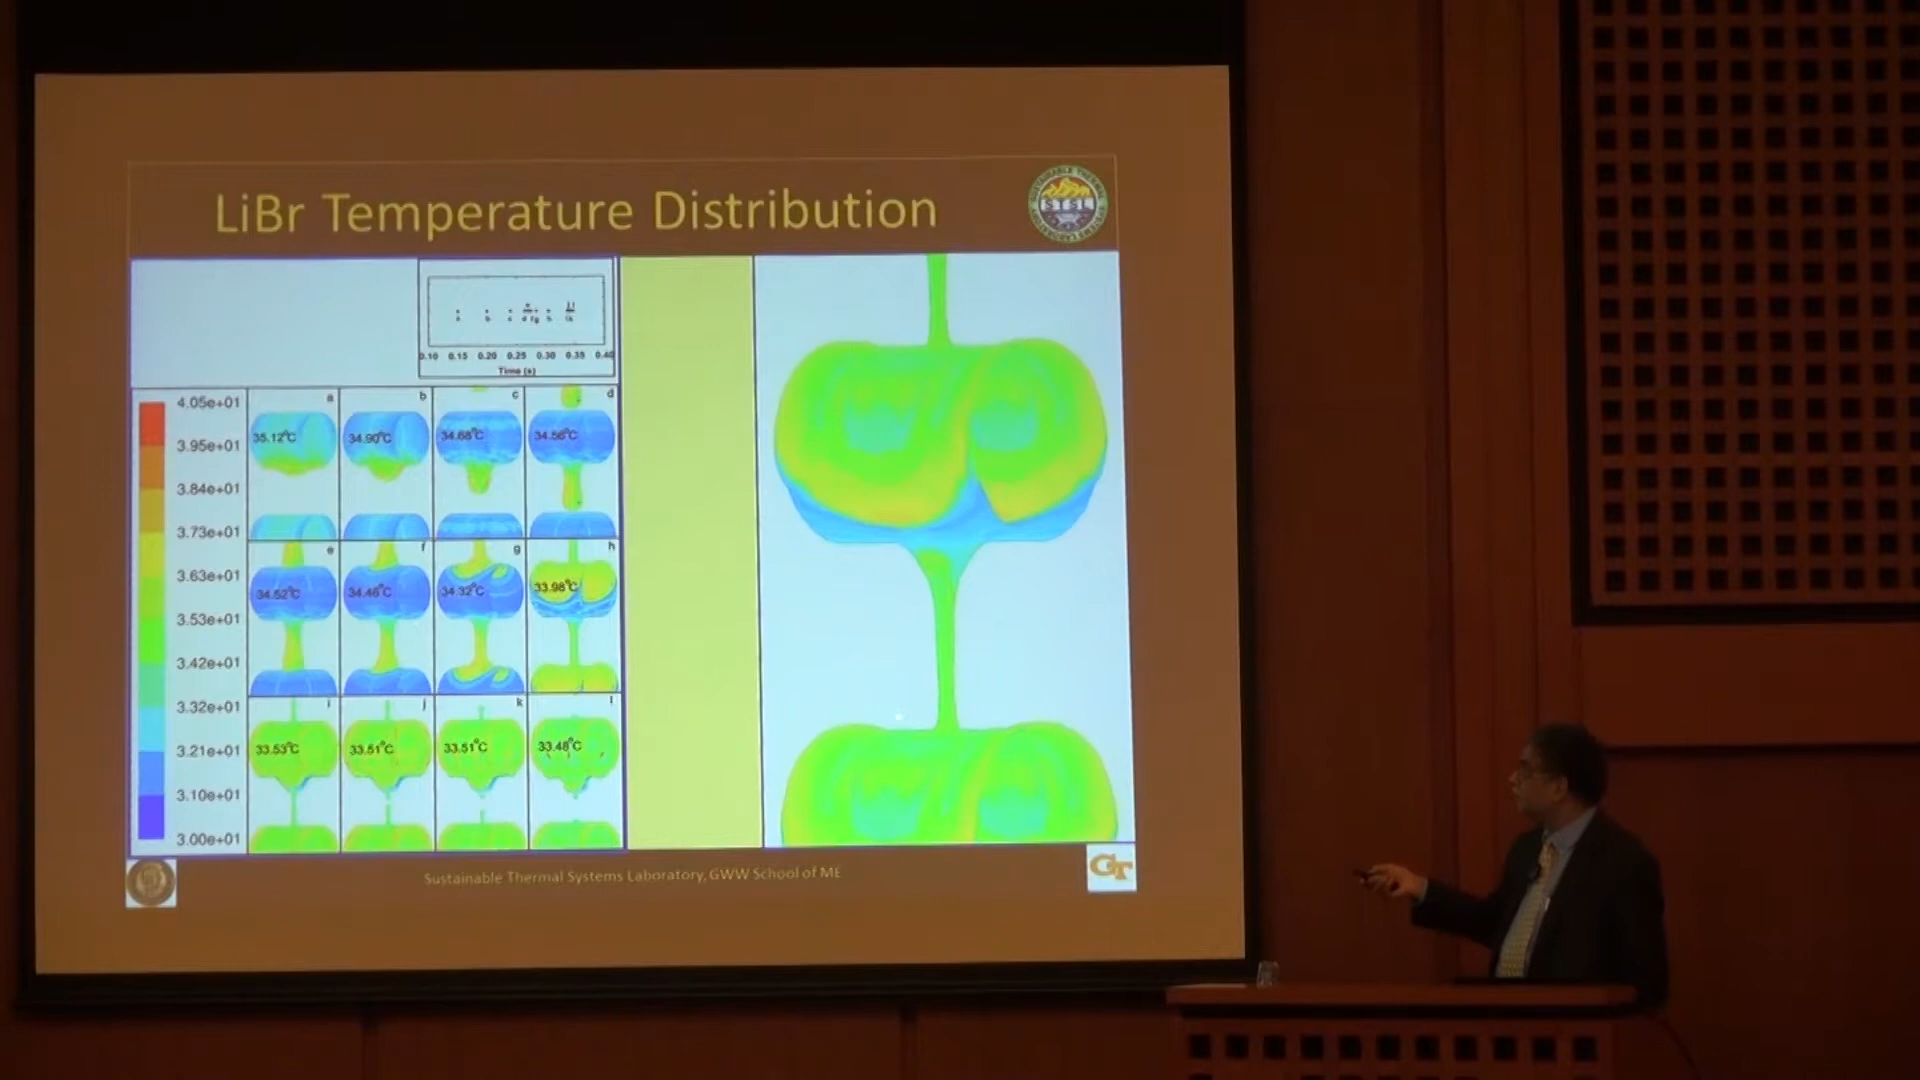 LiBr Temperature Distribution
STSL
a b c d fg h
0.10 0.15 0.20 0.25 0.30 0.35 0.40
Time (s)
4.05e+01
3.95e+01
3.84e+01
3.73e+01
3.63e+01
3.53e+01
3.42e+01
3.32e+01
3.21e+01
3.10e+01
3.00e+01
a b c d
35.12°C 34.90°C 34.68°C 34.56°C
e f g h
34.52°C 34.46°C 34.32°C 33.98°C
i j k l
33.53°C 33.51°C 33.51°C 33.48°C
Sustainable Thermal Systems Laboratory, GWW School of ME
GT